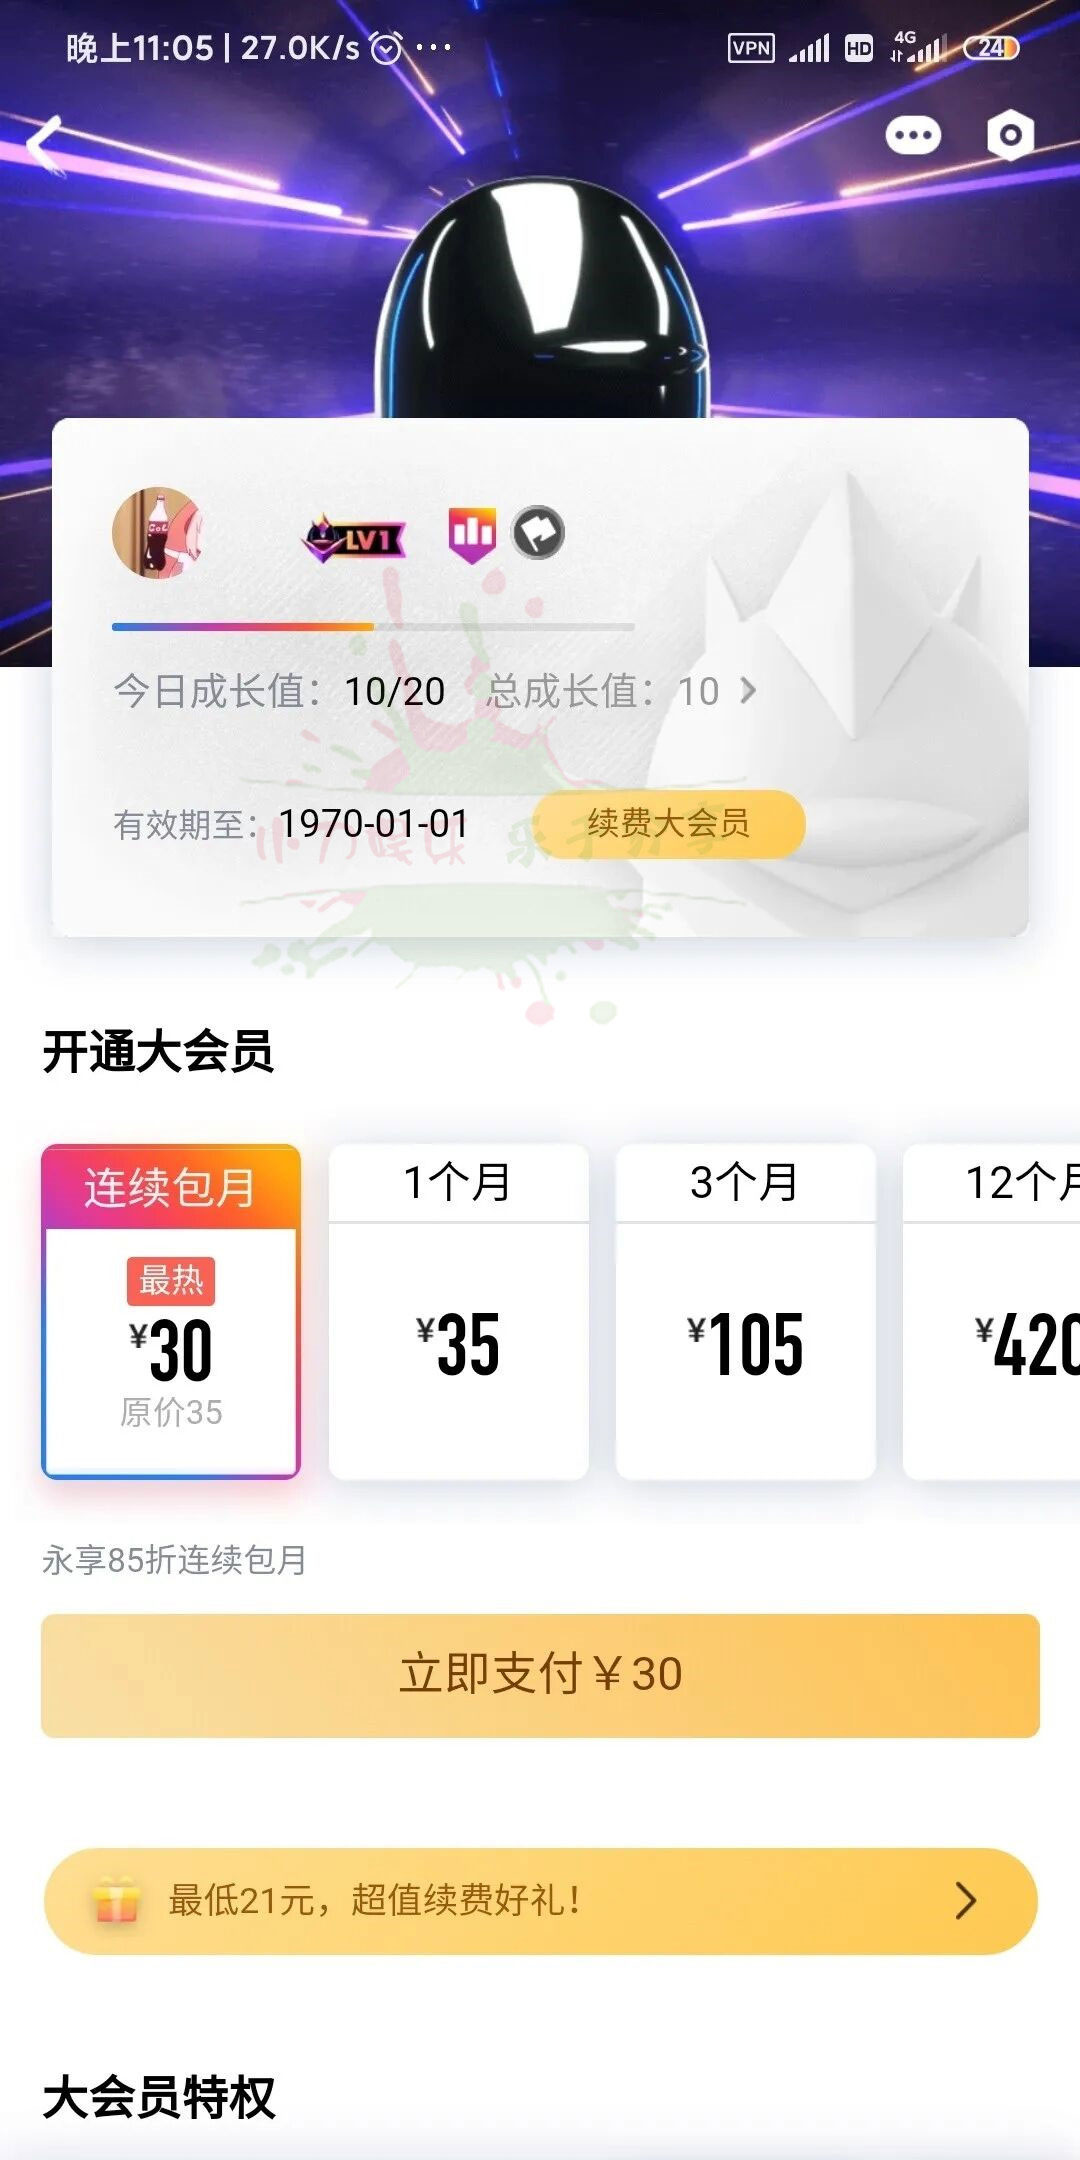 晚上11:05 | 27.0K/s ···
VPN HD 4G 24
LV1
今日成长值：10/20 总成长值：10
有效期至：1970-01-01
续费大会员
开通大会员
连续包月
最热
¥30
原价35
1个月
¥35
3个月
¥105
12个月
¥420
永享85折连续包月
立即支付￥30
最低21元，超值续费好礼！
大会员特权